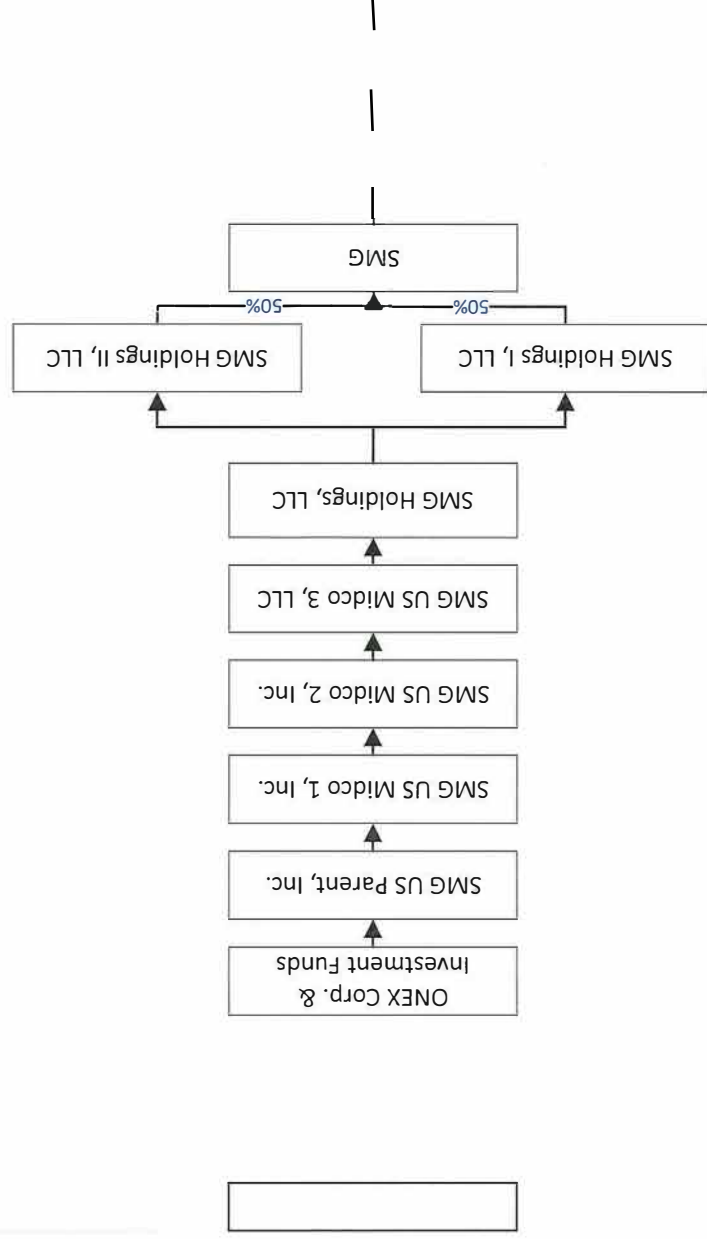 ONEX Corp. &
Investment Funds
SMG US Parent, Inc.
SMG US Midco 1, Inc.
SMG US Midco 2, Inc.
SMG US Midco 3, LLC
SMG Holdings, LLC
SMG Holdings I, LLC
SMG Holdings II, LLC
50%
50%
SMG